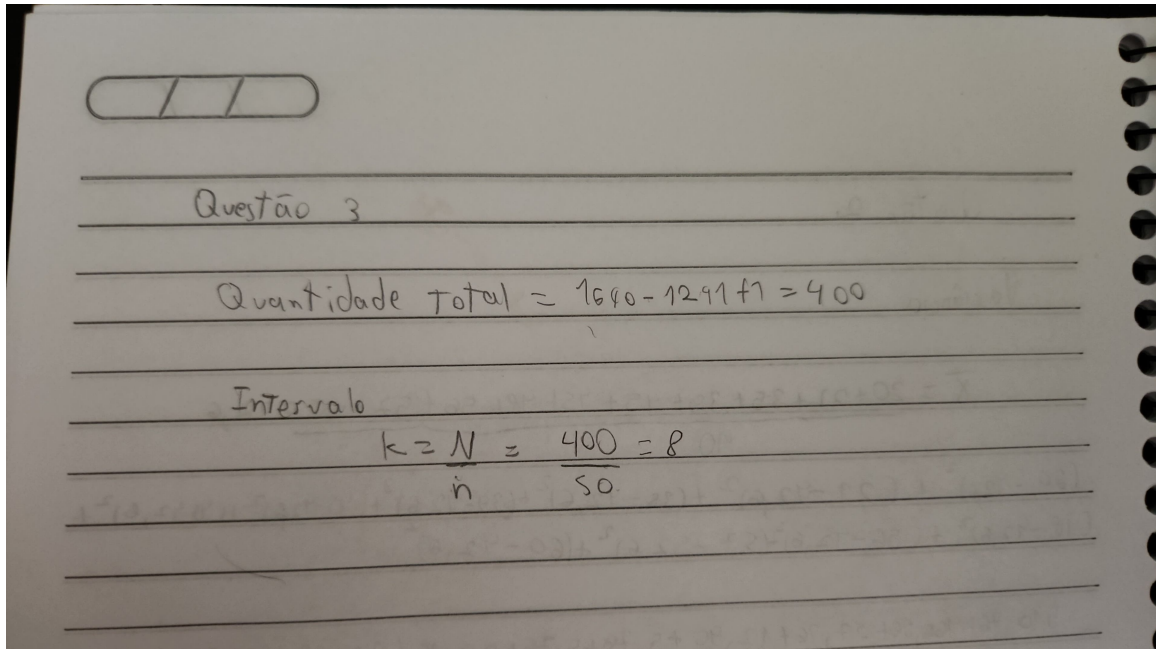 Questão 3
Quantidade Total = 1640 - 1241 + 1 = 400
Intervalo
k = N/n = 400/50 = 8